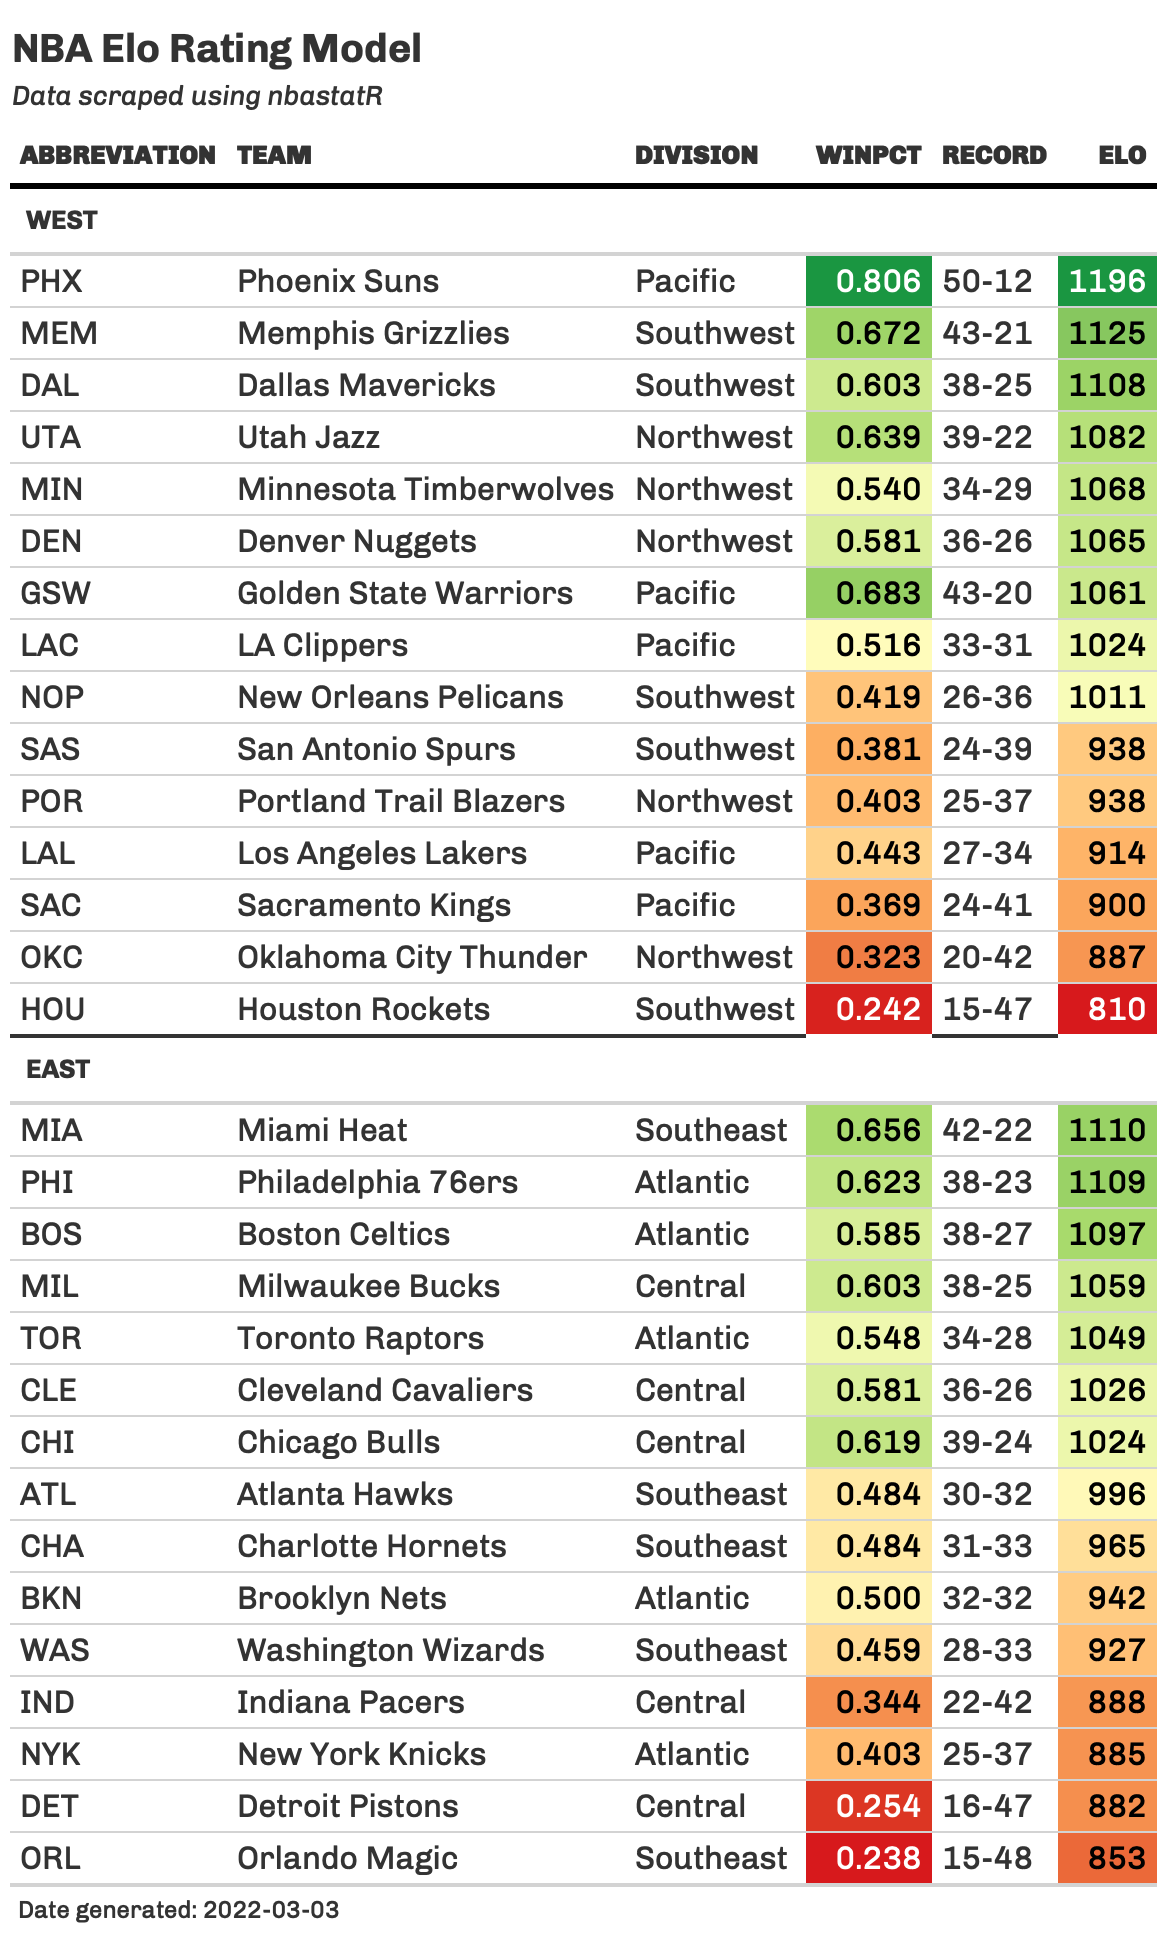 NBA Elo Rating Model
Data scraped using nbastatR
ABBREVIATION TEAM DIVISION WINPCT RECORD ELO
WEST
PHX Phoenix Suns Pacific 0.806 50-12 1196
MEM Memphis Grizzlies Southwest 0.672 43-21 1125
DAL Dallas Mavericks Southwest 0.603 38-25 1108
UTA Utah Jazz Northwest 0.639 39-22 1082
MIN Minnesota Timberwolves Northwest 0.540 34-29 1068
DEN Denver Nuggets Northwest 0.581 36-26 1065
GSW Golden State Warriors Pacific 0.683 43-20 1061
LAC LA Clippers Pacific 0.516 33-31 1024
NOP New Orleans Pelicans Southwest 0.419 26-36 1011
SAS San Antonio Spurs Southwest 0.381 24-39 938
POR Portland Trail Blazers Northwest 0.403 25-37 938
LAL Los Angeles Lakers Pacific 0.443 27-34 914
SAC Sacramento Kings Pacific 0.369 24-41 900
OKC Oklahoma City Thunder Northwest 0.323 20-42 887
HOU Houston Rockets Southwest 0.242 15-47 810
EAST
MIA Miami Heat Southeast 0.656 42-22 1110
PHI Philadelphia 76ers Atlantic 0.623 38-23 1109
BOS Boston Celtics Atlantic 0.585 38-27 1097
MIL Milwaukee Bucks Central 0.603 38-25 1059
TOR Toronto Raptors Atlantic 0.548 34-28 1049
CLE Cleveland Cavaliers Central 0.581 36-26 1026
CHI Chicago Bulls Central 0.619 39-24 1024
ATL Atlanta Hawks Southeast 0.484 30-32 996
CHA Charlotte Hornets Southeast 0.484 31-33 965
BKN Brooklyn Nets Atlantic 0.500 32-32 942
WAS Washington Wizards Southeast 0.459 28-33 927
IND Indiana Pacers Central 0.344 22-42 888
NYK New York Knicks Atlantic 0.403 25-37 885
DET Detroit Pistons Central 0.254 16-47 882
ORL Orlando Magic Southeast 0.238 15-48 853
Date generated: 2022-03-03